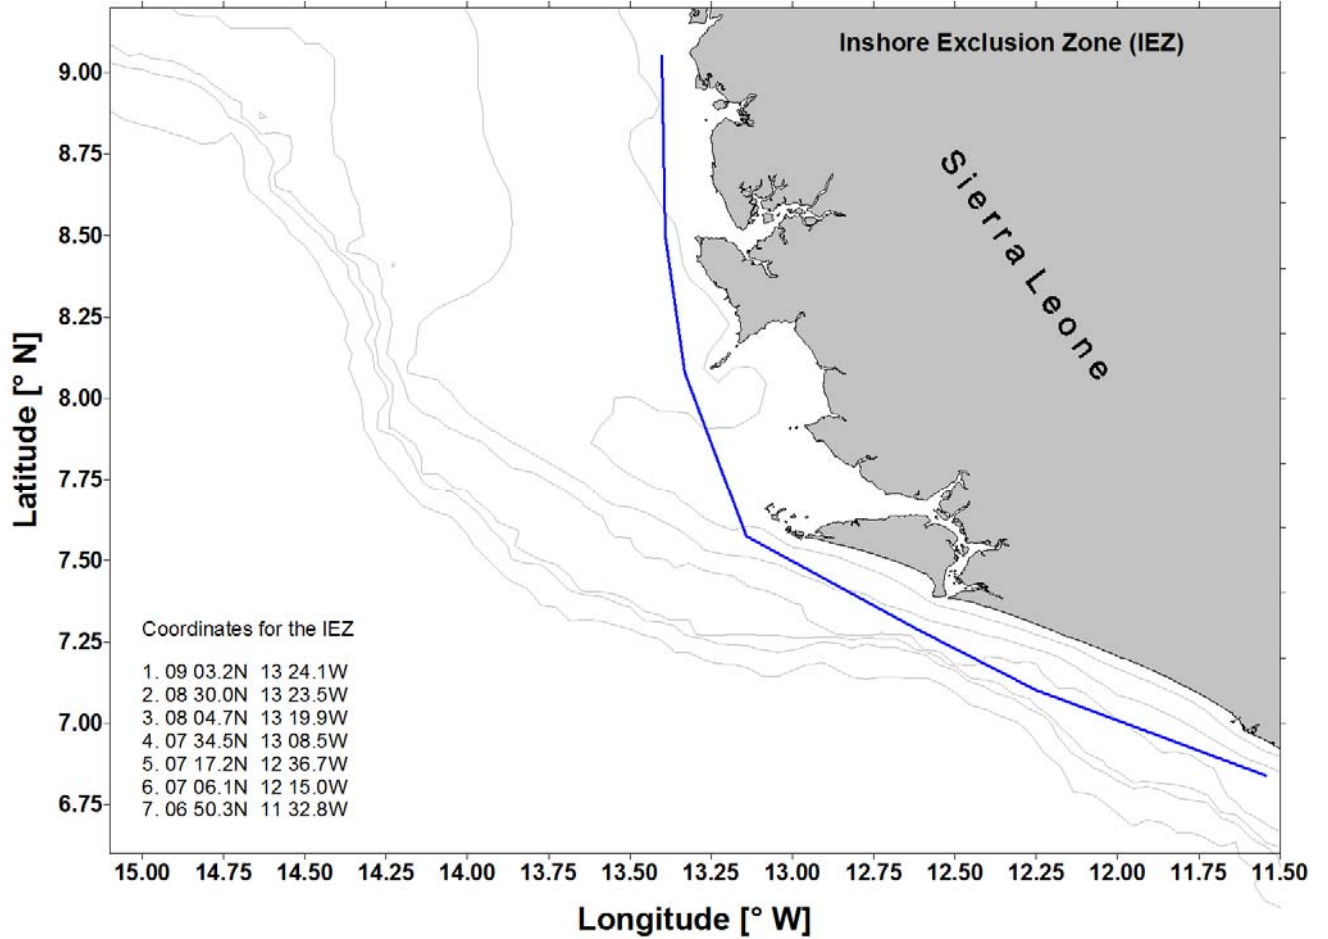 Inshore Exclusion Zone (IEZ)
Sierra Leone
Latitude [° N]
9.00
8.75
8.50
8.25
8.00
7.75
7.50
7.25
7.00
6.75
Coordinates for the IEZ
1. 09 03.2N 13 24.1W
2. 08 30.0N 13 23.5W
3. 08 04.7N 13 19.9W
4. 07 34.5N 13 08.5W
5. 07 17.2N 12 36.7W
6. 07 06.1N 12 15.0W
7. 06 50.3N 11 32.8W
15.00 14.75 14.50 14.25 14.00 13.75 13.50 13.25 13.00 12.75 12.50 12.25 12.00 11.75 11.50
Longitude [° W]